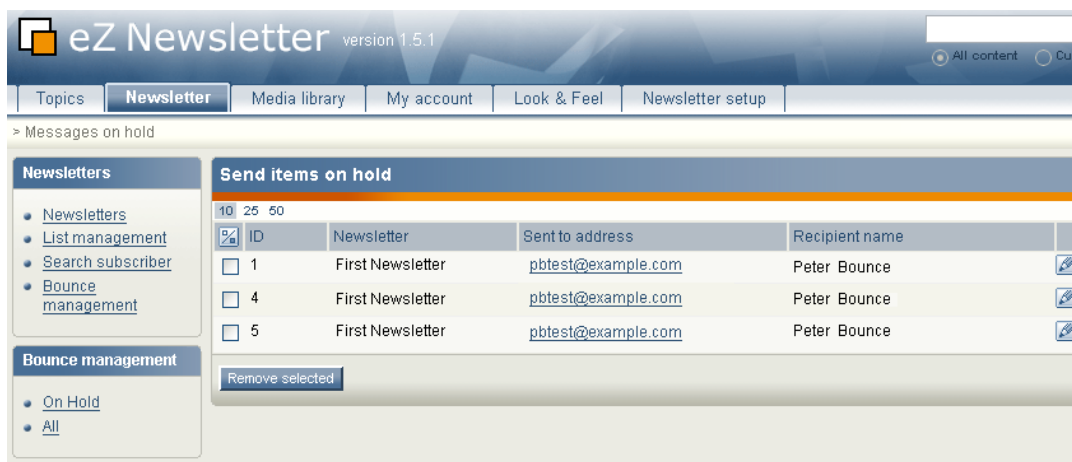 eZ Newsletter version 1.5.1
All content Cu
Topics Newsletter Media library My account Look & Feel Newsletter setup
> Messages on hold
Newsletters
Newsletters
List management
Search subscriber
Bounce
management
Bounce management
On Hold
All
Send items on hold
10 25 50
ID Newsletter Sent to address Recipient name
1 First Newsletter pbtest@example.com Peter Bounce
4 First Newsletter pbtest@example.com Peter Bounce
5 First Newsletter pbtest@example.com Peter Bounce
Remove selected